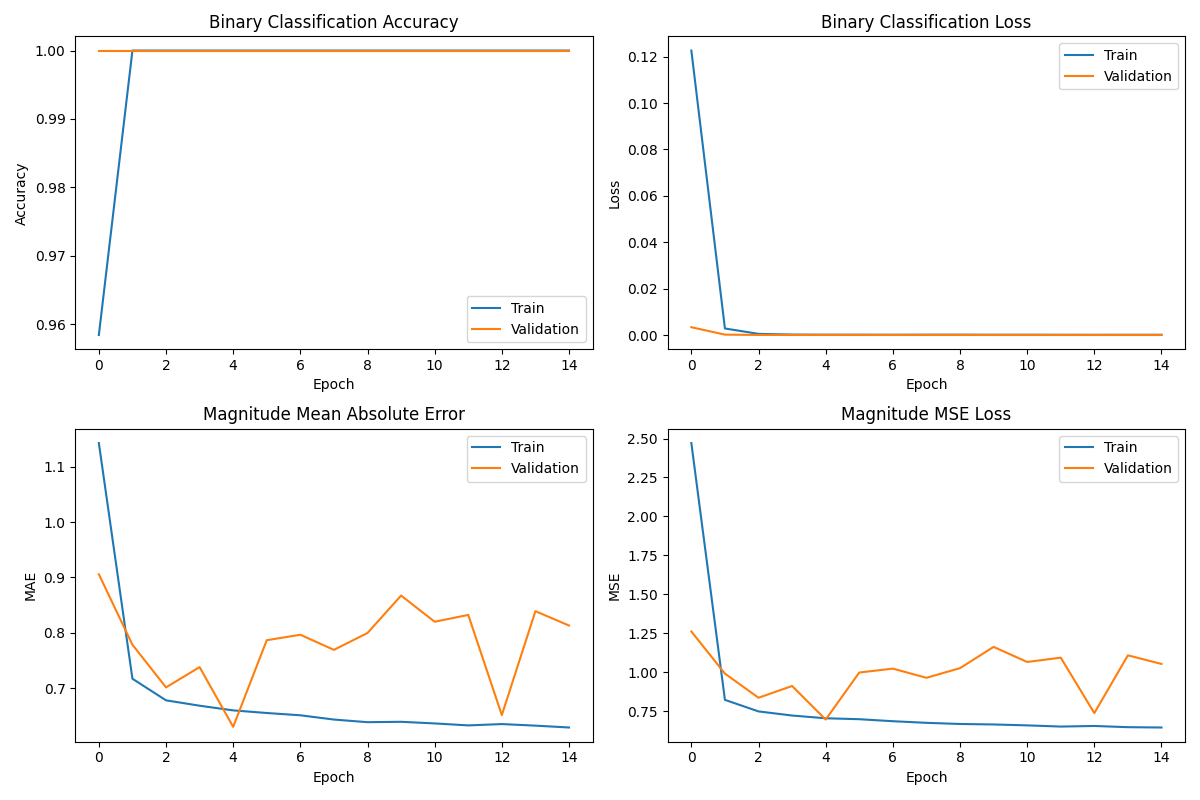 Binary Classification Accuracy
1.00
0.99
0.98
0.97
0.96
Accuracy
Train
Validation
0 2 4 6 8 10 12 14
Epoch
Binary Classification Loss
0.12
0.10
0.08
0.06
0.04
0.02
0.00
Loss
Train
Validation
0 2 4 6 8 10 12 14
Epoch
Magnitude Mean Absolute Error
1.1
1.0
0.9
0.8
0.7
MAE
Train
Validation
0 2 4 6 8 10 12 14
Epoch
Magnitude MSE Loss
2.50
2.25
2.00
1.75
1.50
1.25
1.00
0.75
MSE
Train
Validation
0 2 4 6 8 10 12 14
Epoch